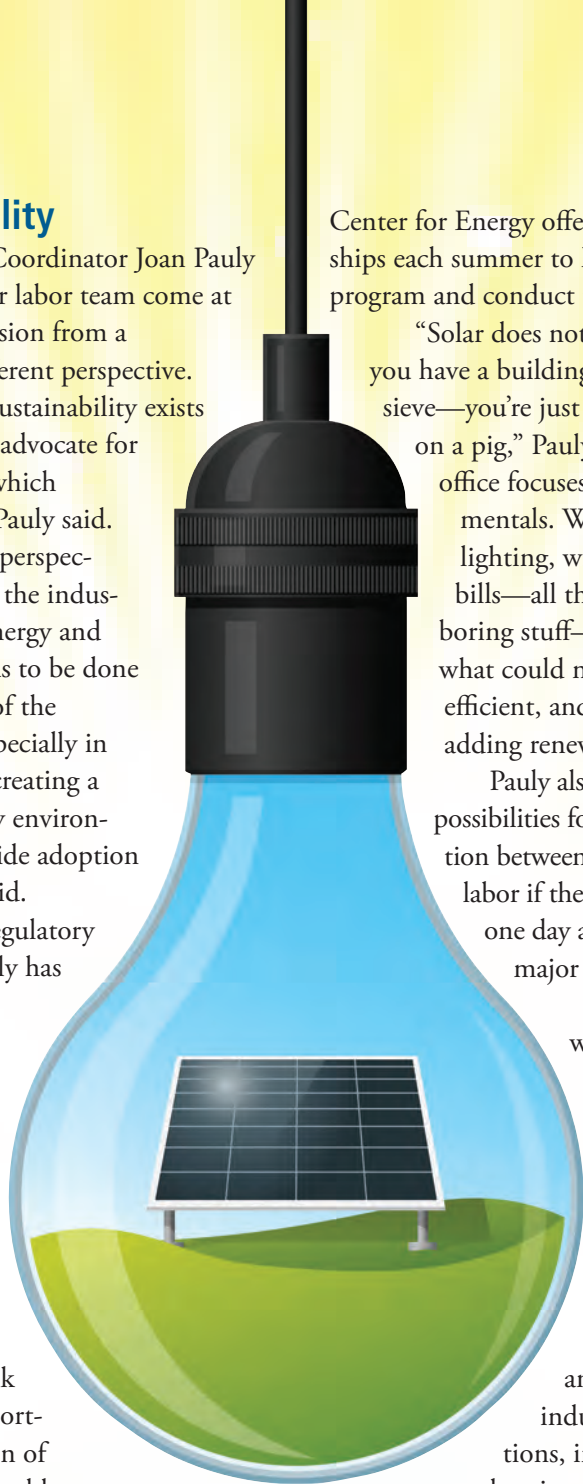 lity
Coordinator Joan Pauly
r labor team come at
sion from a
erent perspective.
ustainability exists
advocate for
which
Pauly said.
perspec-
the indus-
nergy and
s to be done
of the
pecially in
creating a
y environ-
ide adoption
id.
egulatory
ly has
k
ort-
n of
Center for Energy offe
ships each summer to
program and conduct
"Solar does not
you have a building
sieve—you're just
on a pig," Pauly
office focuses
mentals. W
lighting, w
bills—all th
boring stuff—
what could m
efficient, and
adding renew
Pauly als
possibilities fo
tion between
labor if the
one day a
major
w
an
indu
tions, i